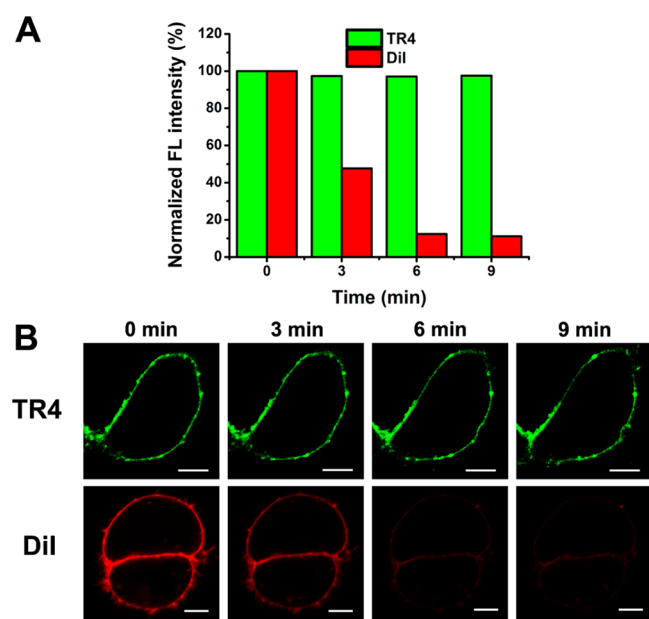 A
Normalized FL intensity (%)
120
100
80
60
40
20
0
TR4
DiI
0 3 6 9
Time (min)
B
0 min 3 min 6 min 9 min
TR4
DiI